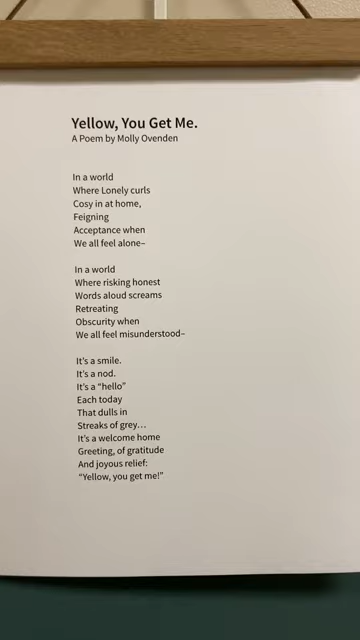 Yellow, You Get Me.
A Poem by Molly Ovenden
In a world
Where Lonely curls
Cosy in at home,
Feigning
Acceptance when
We all feel alone–
In a world
Where risking honest
Words aloud screams
Retreating
Obscurity when
We all feel misunderstood–
It's a smile.
It's a nod.
It's a “hello”
Each today
That dulls in
Streaks of grey…
It's a welcome home
Greeting, of gratitude
And joyous relief:
“Yellow, you get me!”